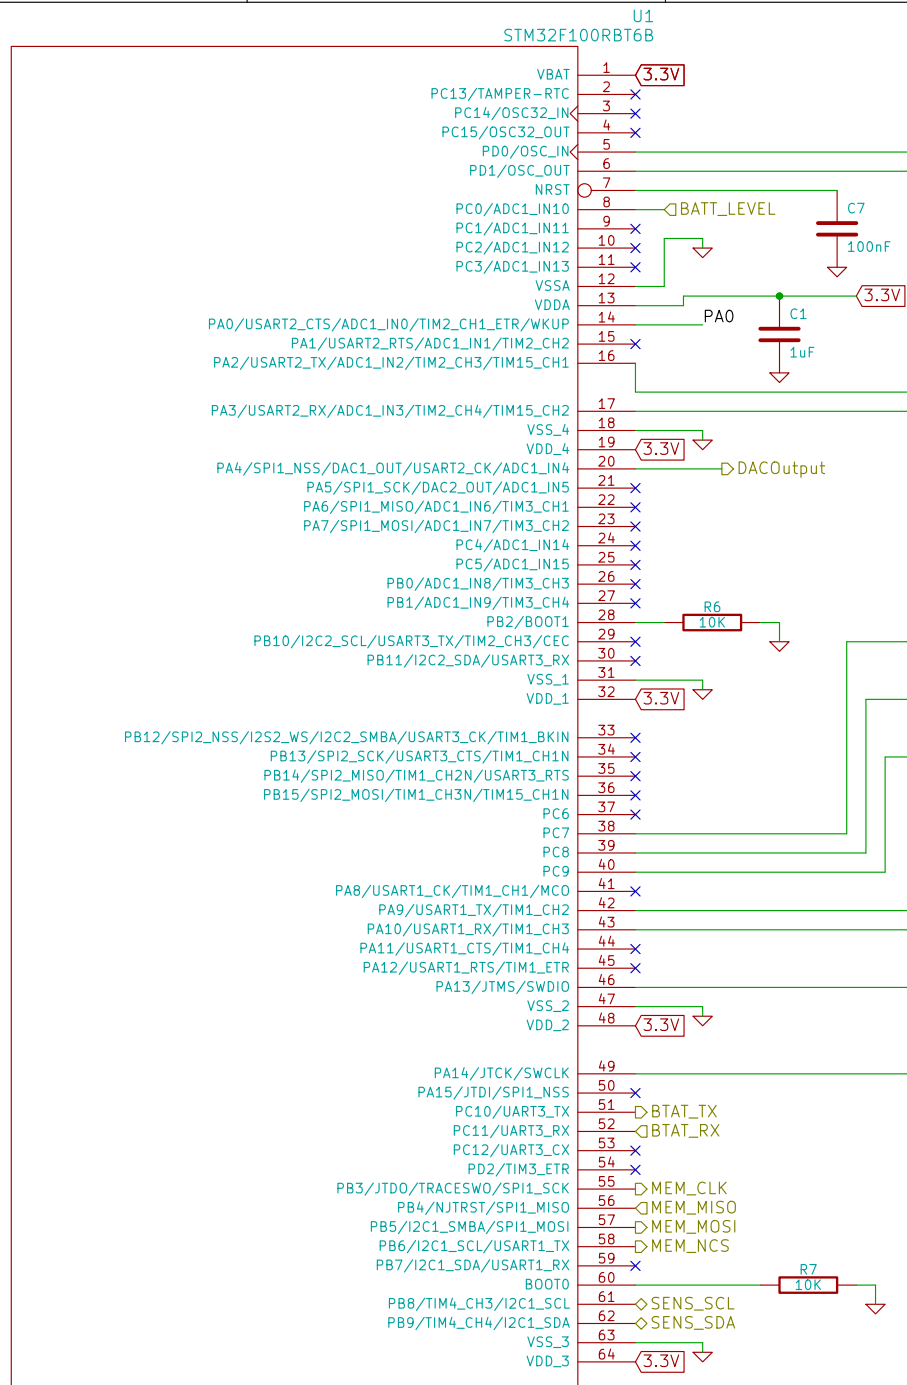 U1
STM32F100RBT6B
VBAT 1 3.3V
PC13/TAMPER-RTC 2
PC14/OSC32_IN 3
PC15/OSC32_OUT 4
PD0/OSC_IN 5
PD1/OSC_OUT 6
NRST 7
PC0/ADC1_IN10 8 BATT_LEVEL C7
PC1/ADC1_IN11 9
PC2/ADC1_IN12 10 100nF
PC3/ADC1_IN13 11
VSSA 12
VDDA 13 3.3V
PA0/USART2_CTS/ADC1_IN0/TIM2_CH1_ETR/WKUP 14 PA0 C1
PA1/USART2_RTS/ADC1_IN1/TIM2_CH2 15 1uF
PA2/USART2_TX/ADC1_IN2/TIM2_CH3/TIM15_CH1 16
PA3/USART2_RX/ADC1_IN3/TIM2_CH4/TIM15_CH2 17
VSS_4 18
VDD_4 19 3.3V
PA4/SPI1_NSS/DAC1_OUT/USART2_CK/ADC1_IN4 20 DACOutput
PA5/SPI1_SCK/DAC2_OUT/ADC1_IN5 21
PA6/SPI1_MISO/ADC1_IN6/TIM3_CH1 22
PA7/SPI1_MOSI/ADC1_IN7/TIM3_CH2 23
PC4/ADC1_IN14 24
PC5/ADC1_IN15 25
PB0/ADC1_IN8/TIM3_CH3 26
PB1/ADC1_IN9/TIM3_CH4 27 R6
PB2/BOOT1 28 10K
PB10/I2C2_SCL/USART3_TX/TIM2_CH3/CEC 29
PB11/I2C2_SDA/USART3_RX 30
VSS_1 31
VDD_1 32 3.3V
PB12/SPI2_NSS/I2S2_WS/I2C2_SMBA/USART3_CK/TIM1_BKIN 33
PB13/SPI2_SCK/USART3_CTS/TIM1_CH1N 34
PB14/SPI2_MISO/TIM1_CH2N/USART3_RTS 35
PB15/SPI2_MOSI/TIM1_CH3N/TIM15_CH1N 36
PC6 37
PC7 38
PC8 39
PC9 40
PA8/USART1_CK/TIM1_CH1/MCO 41
PA9/USART1_TX/TIM1_CH2 42
PA10/USART1_RX/TIM1_CH3 43
PA11/USART1_CTS/TIM1_CH4 44
PA12/USART1_RTS/TIM1_ETR 45
PA13/JTMS/SWDIO 46
VSS_2 47
VDD_2 48 3.3V
PA14/JTCK/SWCLK 49
PA15/JTDI/SPI1_NSS 50
PC10/UART3_TX 51 BTAT_TX
PC11/UART3_RX 52 BTAT_RX
PC12/UART3_CX 53
PD2/TIM3_ETR 54
PB3/JTDO/TRACESWO/SPI1_SCK 55 MEM_CLK
PB4/NJTRST/SPI1_MISO 56 MEM_MISO
PB5/I2C1_SMBA/SPI1_MOSI 57 MEM_MOSI
PB6/I2C1_SCL/USART1_TX 58 MEM_NCS
PB7/I2C1_SDA/USART1_RX 59 R7
BOOT0 60 10K
PB8/TIM4_CH3/I2C1_SCL 61 SENS_SCL
PB9/TIM4_CH4/I2C1_SDA 62 SENS_SDA
VSS_3 63
VDD_3 64 3.3V